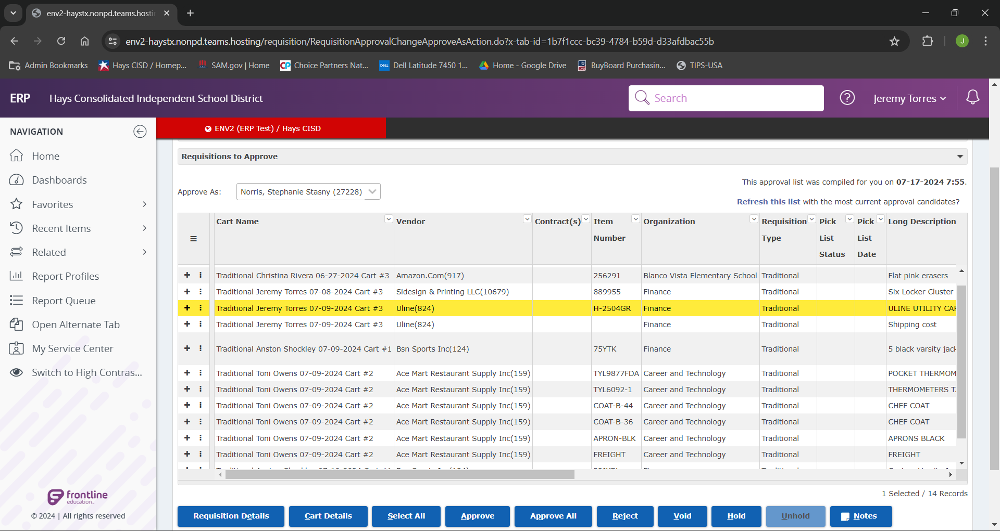 env2-haystx.nonpd.teams.hosti
env2-haystx.nonpd.teams.hosting/requisition/RequisitionApprovalChangeApproveAsAction.do?x-tab-id=1b7f1ccc-bc39-4784-b59d-d33afdbac55b
J
Admin Bookmarks
Hays CISD / Homep...
SAM.gov | Home
Choice Partners Nat...
Dell Latitude 7450 1...
Home - Google Drive
BuyBoard Purchasin...
TIPS-USA
ERP
Hays Consolidated Independent School District
Search
Jeremy Torres
NAVIGATION
ENV2 (ERP Test) / Hays CISD
Home
Dashboards
Favorites
Recent Items
Related
Report Profiles
Report Queue
Open Alternate Tab
My Service Center
Switch to High Contras...
frontline
education
© 2024 | All rights reserved
Requisitions to Approve
This approval list was compiled for you on 07-17-2024 7:55.
Approve As: Norris, Stephanie Stasny (27228)
Refresh this list with the most current approval candidates?
Cart Name Vendor Contract(s) Item Number Organization Requisition Type Pick List Status Pick List Date Long Description
Traditional Christina Rivera 06-27-2024 Cart #3 Amazon.Com(917) 256291 Blanco Vista Elementary School Traditional Flat pink erasers
Traditional Jeremy Torres 07-08-2024 Cart #3 Sidesign & Printing LLC(10679) 889955 Finance Traditional Six Locker Cluster
Traditional Jeremy Torres 07-09-2024 Cart #3 Uline(824) H-2504GR Finance Traditional ULINE UTILITY CAR
Traditional Jeremy Torres 07-09-2024 Cart #3 Uline(824) Finance Traditional Shipping cost
Traditional Anston Shockley 07-09-2024 Cart #1 Bsn Sports Inc(124) 75YTK Finance Traditional 5 black varsity jack
Traditional Toni Owens 07-09-2024 Cart #2 Ace Mart Restaurant Supply Inc(159) TYL9877FDA Career and Technology Traditional POCKET THERMOM
Traditional Toni Owens 07-09-2024 Cart #2 Ace Mart Restaurant Supply Inc(159) TYL6092-1 Career and Technology Traditional THERMOMETERS TA
Traditional Toni Owens 07-09-2024 Cart #2 Ace Mart Restaurant Supply Inc(159) COAT-B-44 Career and Technology Traditional CHEF COAT
Traditional Toni Owens 07-09-2024 Cart #2 Ace Mart Restaurant Supply Inc(159) COAT-B-36 Career and Technology Traditional CHEF COAT
Traditional Toni Owens 07-09-2024 Cart #2 Ace Mart Restaurant Supply Inc(159) APRON-BLK Career and Technology Traditional APRONS BLACK
Traditional Toni Owens 07-09-2024 Cart #2 Ace Mart Restaurant Supply Inc(159) FREIGHT Career and Technology Traditional FREIGHT
1 Selected / 14 Records
Requisition Details
Cart Details
Select All
Approve
Approve All
Reject
Void
Hold
Unhold
Notes